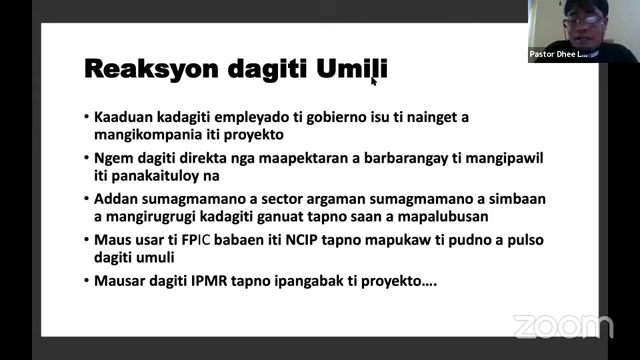 Pastor Dhee L...
Reaksyon dagiti Umili
• Kaaduan kadagiti empleyado ti gobierno isu ti nainget a
mangikompania iti proyekto
• Ngem dagiti direkta nga maapektaran a barbarangay ti mangipawil
iti panakaituloy na
• Addan sumagmamano a sector argaman sumagmamano a simbaan
a mangirugrugi kadagiti ganuat tapno saan a mapalubusan
• Maus usar ti FPIC babaen iti NCIP tapno mapukaw ti pudno a pulso
dagiti umuli
• Mausar dagiti IPMR tapno ipangabak ti proyekto....
zoom